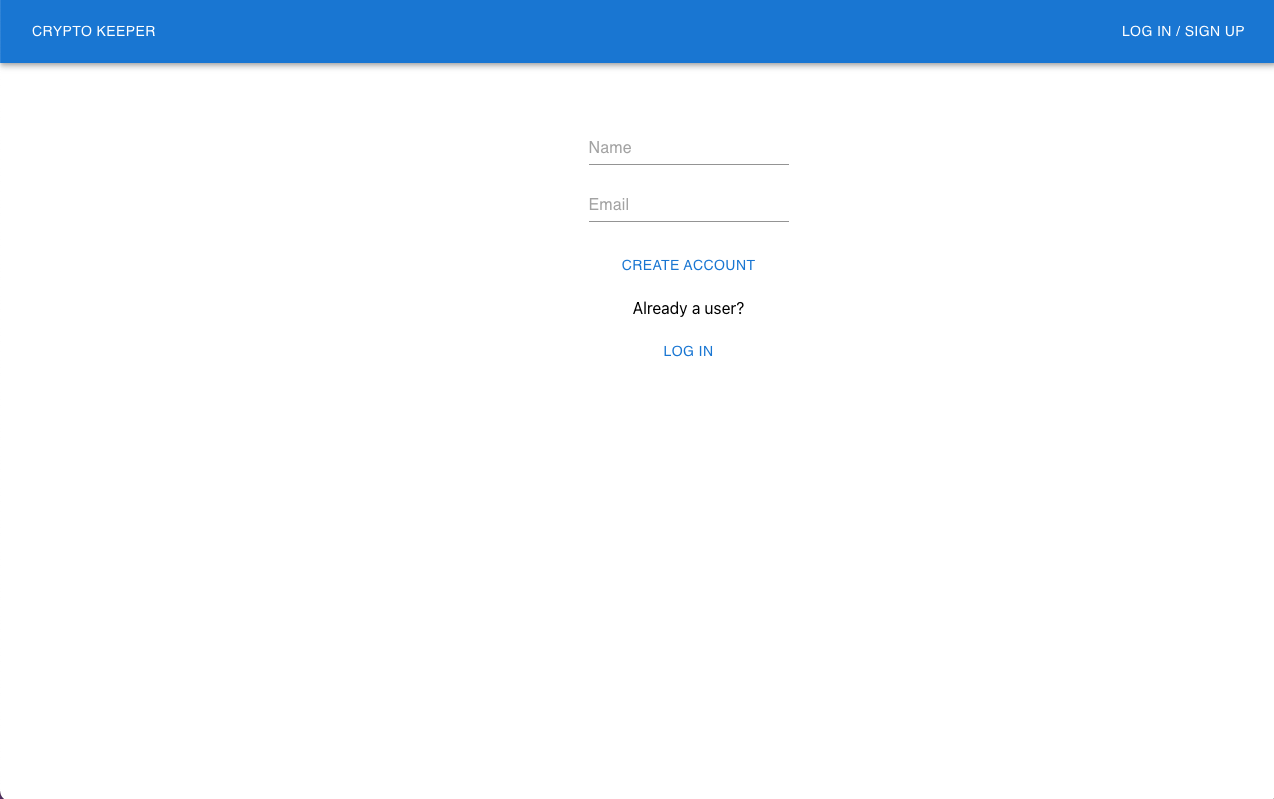 CRYPTO KEEPER
LOG IN / SIGN UP
Name
Email
CREATE ACCOUNT
Already a user?
LOG IN